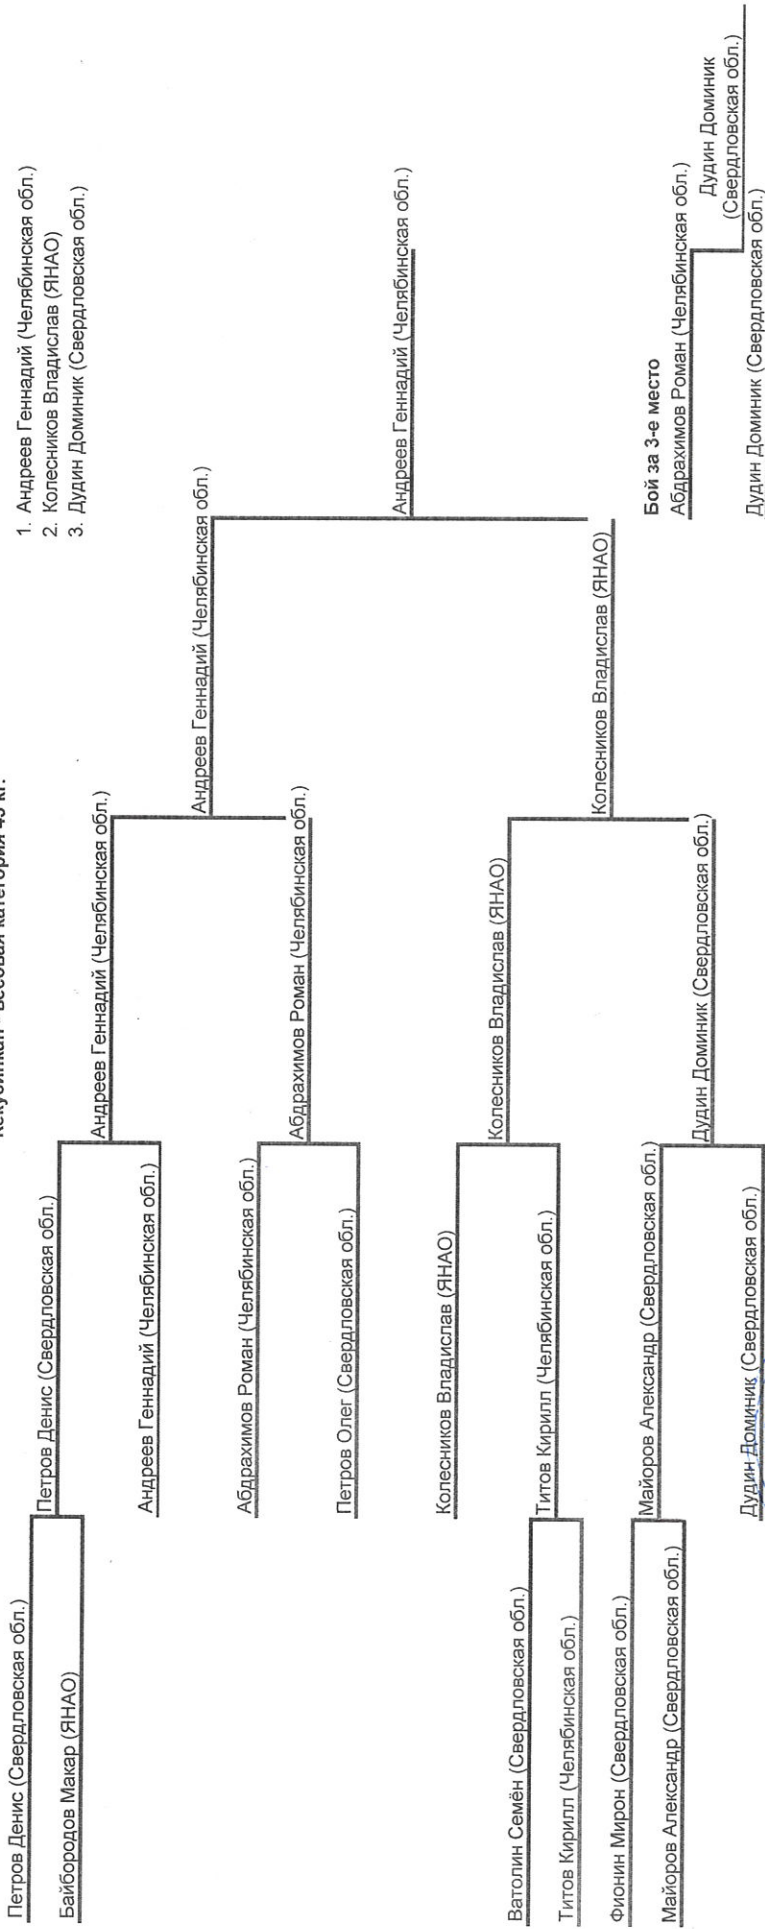 Кёкусинкан - весовая категория 45 кг.
1. Андреев Геннадий (Челябинская обл.)
2. Колесников Владислав (ЯНАО)
3. Дудин Доминик (Свердловская обл.)
Петров Денис (Свердловская обл.)
Байбородов Макар (ЯНАО)
Ватолин Семён (Свердловская обл.)
Титов Кирилл (Челябинская обл.)
Фионин Мирон (Свердловская обл.)
Майоров Александр (Свердловская обл.)
Петров Денис (Свердловская обл.)
Андреев Геннадий (Челябинская обл.)
Абдрахимов Роман (Челябинская обл.)
Петров Олег (Свердловская обл.)
Колесников Владислав (ЯНАО)
Титов Кирилл (Челябинская обл.)
Майоров Александр (Свердловская обл.)
Дудин Доминик (Свердловская обл.)
Андреев Геннадий (Челябинская обл.)
Абдрахимов Роман (Челябинская обл.)
Колесников Владислав (ЯНАО)
Дудин Доминик (Свердловская обл.)
Андреев Геннадий (Челябинская обл.)
Колесников Владислав (ЯНАО)
Андреев Геннадий (Челябинская обл.)
Бой за 3-е место
Абдрахимов Роман (Челябинская обл.)
Дудин Доминик (Свердловская обл.)
Дудин Доминик
(Свердловская обл.)